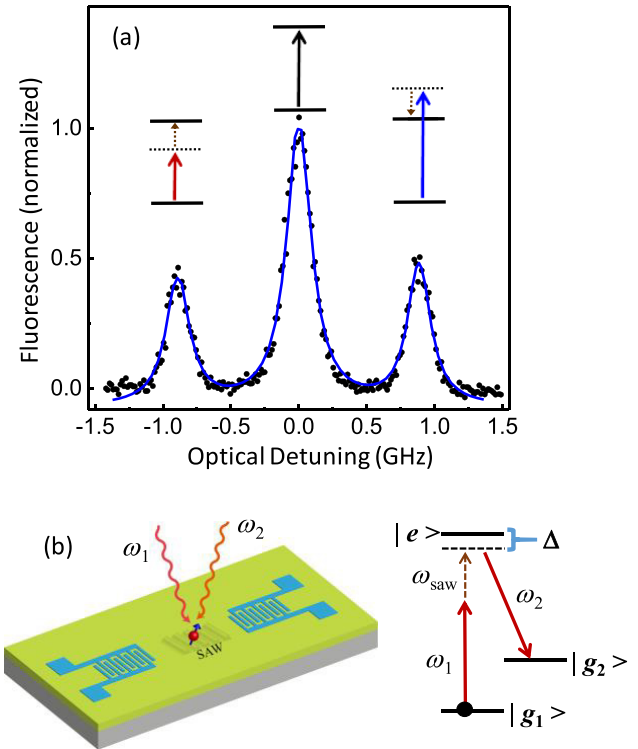 (a)
Fluorescence (normalized)
1.0
0.5
0.0
-1.5 -1.0 -0.5 0.0 0.5 1.0 1.5
Optical Detuning (GHz)
(b)
ω₁ ω₂
SAW
| e > Δ
ω_saw ω₂
ω₁
| g₂ >
| g₁ >